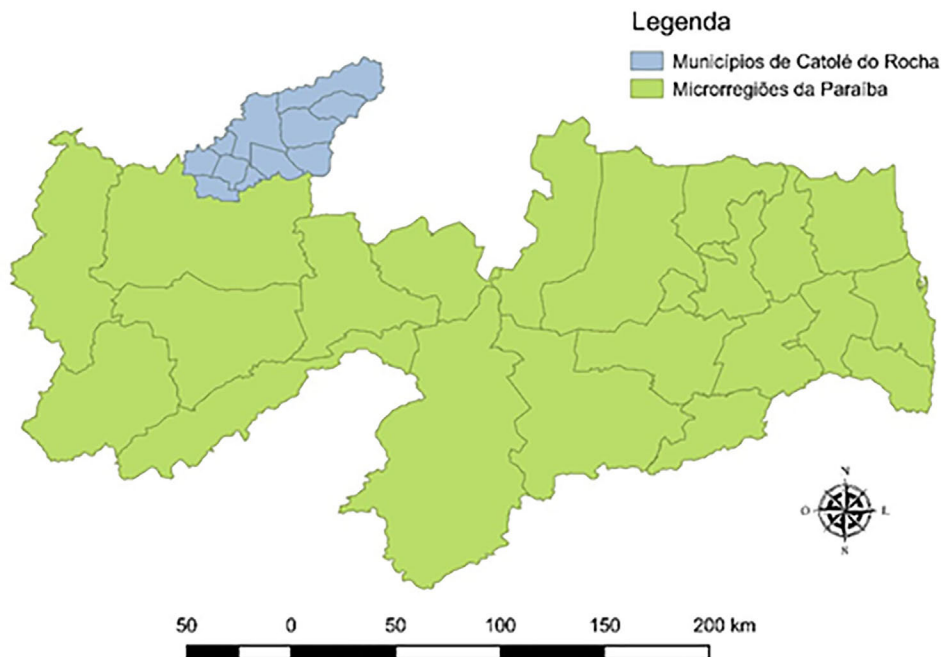 Legenda
Municípios de Catolé do Rocha
Microrregiões da Paraíba
N
O L
S
50 0 50 100 150 200 km